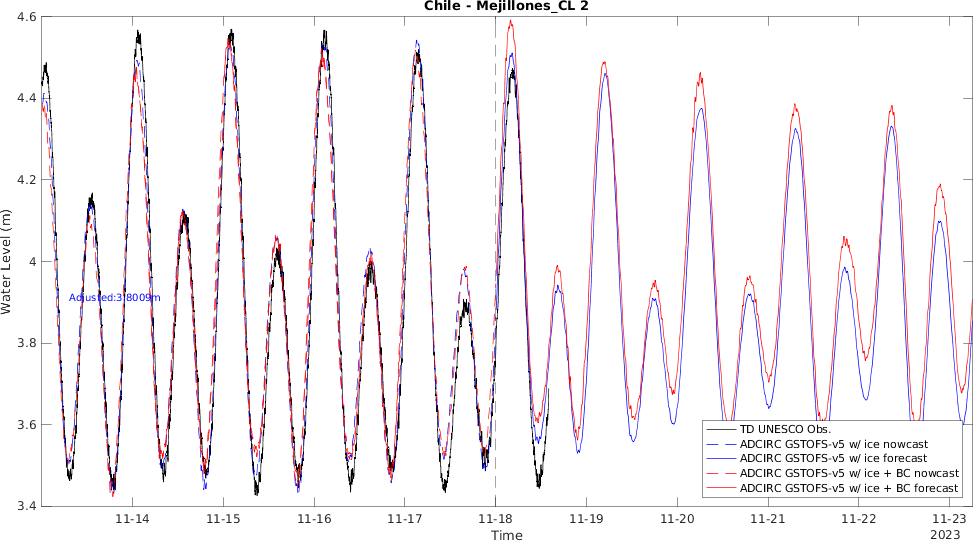 Chile - Mejillones_CL 2
4.6
4.4
4.2
4
3.8
3.6
3.4
Water Level (m)
Adjusted:3.8009m
11-14
11-15
11-16
11-17
11-18
11-19
11-20
11-21
11-22
11-23
2023
Time
TD UNESCO Obs.
ADCIRC GSTOFS-v5 w/ ice nowcast
ADCIRC GSTOFS-v5 w/ ice forecast
ADCIRC GSTOFS-v5 w/ ice + BC nowcast
ADCIRC GSTOFS-v5 w/ ice + BC forecast